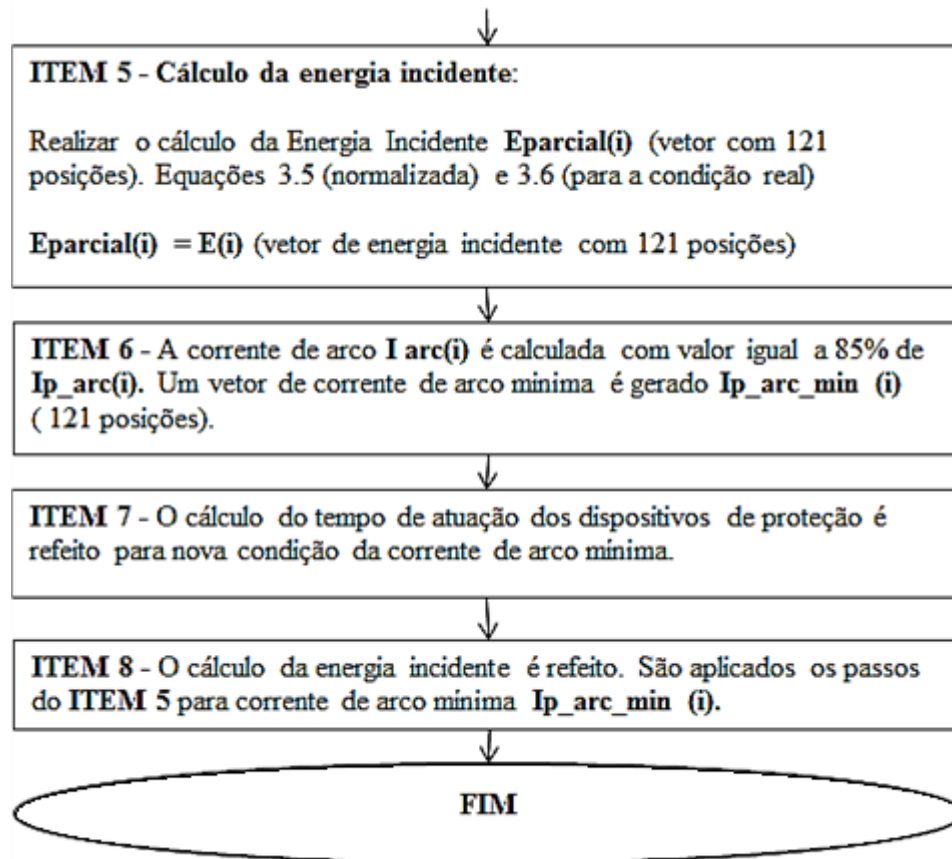 ITEM 5 - Cálculo da energia incidente:
Realizar o cálculo da Energia Incidente Eparcial(i) (vetor com 121
posições). Equações 3.5 (normalizada) e 3.6 (para a condição real)
Eparcial(i) = E(i) (vetor de energia incidente com 121 posições)
ITEM 6 - A corrente de arco I arc(i) é calculada com valor igual a 85% de
Ip_arc(i). Um vetor de corrente de arco mínima é gerado Ip_arc_min (i)
( 121 posições).
ITEM 7 - O cálculo do tempo de atuação dos dispositivos de proteção é
refeito para nova condição da corrente de arco mínima.
ITEM 8 - O cálculo da energia incidente é refeito. São aplicados os passos
do ITEM 5 para corrente de arco mínima Ip_arc_min (i).
FIM